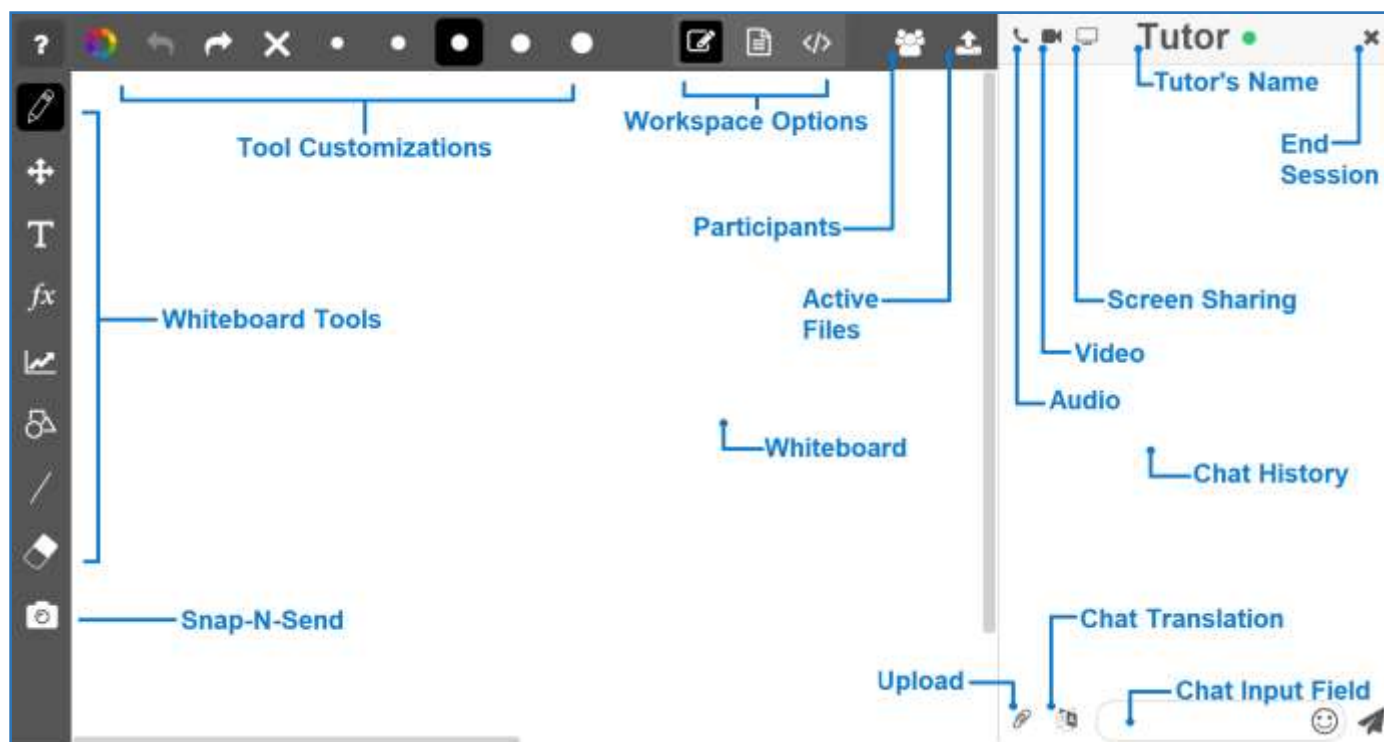 ?
</>
Tutor
Tutor's Name
Workspace Options
Tool Customizations
End
Session
T
Participants
fx
Active
Files
Screen Sharing
Whiteboard Tools
Video
Audio
Whiteboard
Chat History
Snap-N-Send
Chat Translation
Upload
Chat Input Field